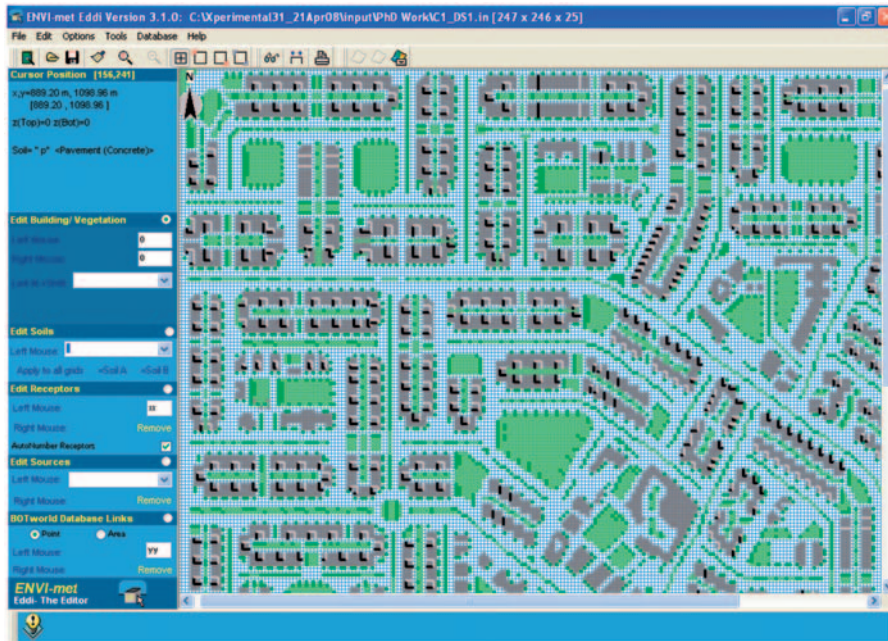 ENVI-met Eddi Version 3.1.0: C:\Xperimental31_21Apr08\input\PhD Work\C1_DS1.in [247 x 246 x 25]
File Edit Options Tools Database Help
Cursor Position [156,241]
x,y=889.20 m, 1098.96 m
[889.20 , 1098.96 ]
z(Top)=0 z(Bot)=0
Soil= " p" <Pavement (Concrete)>
Edit Building/ Vegetation
Left Mouse: 0
Right Mouse: 0
Edit Soils
Left Mouse:
Apply to all grids =Soil A =Soil B
Edit Receptors
Left Mouse: xx
Right Mouse: Remove
AutoNumber Receptors
Edit Sources
Left Mouse:
Right Mouse: Remove
BOTworld Database Links
Point Area
Left Mouse: yy
Right Mouse: Remove
ENVI-met
Eddi- The Editor
N